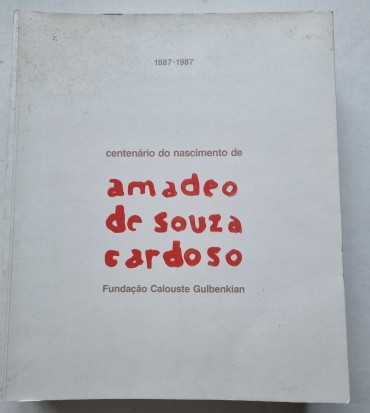 1887-1987
centenário do nascimento de
amadeo
de souza
cardoso
Fundação Calouste Gulbenkian